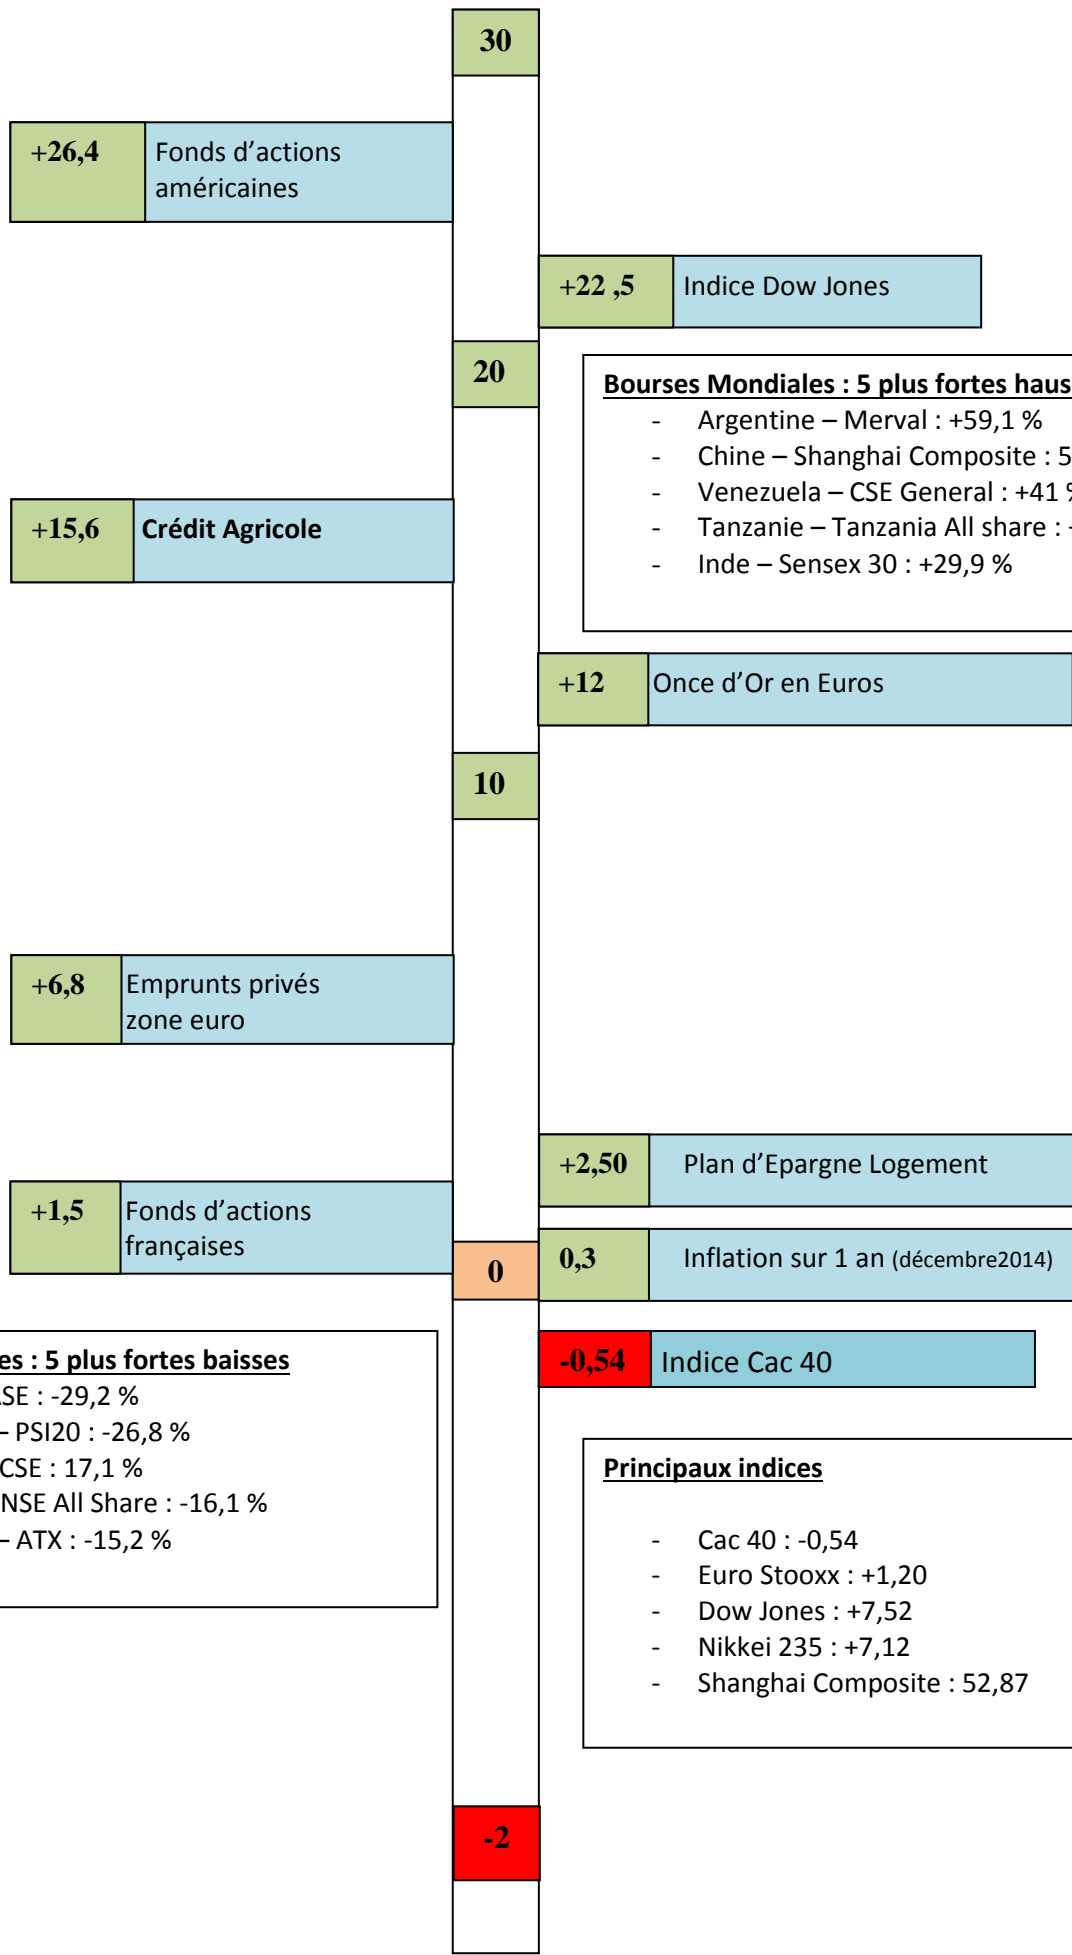 30
+26,4 Fonds d’actions
américaines
+22 ,5 Indice Dow Jones
20
Bourses Mondiales : 5 plus fortes
- Argentine – Merval : +59,1 %
- Chine – Shanghai Composite :
- Venezuela – CSE General : +41 %
- Tanzanie – Tanzania All share :
- Inde – Sensex 30 : +29,9 %
+15,6 Crédit Agricole
+12 Once d’Or en Euros
10
+6,8 Emprunts privés
zone euro
+2,50 Plan d’Epargne Logement
+1,5 Fonds d’actions
françaises
0
0,3 Inflation sur 1 an (décembre2014)
-0,54 Indice Cac 40
: 5 plus fortes baisses
: -29,2 %
– PSI20 : -26,8 %
CSE : 17,1 %
NSE All Share : -16,1 %
– ATX : -15,2 %
Principaux indices
- Cac 40 : -0,54
- Euro Stooxx : +1,20
- Dow Jones : +7,52
- Nikkei 235 : +7,12
- Shanghai Composite : 52,87
-2